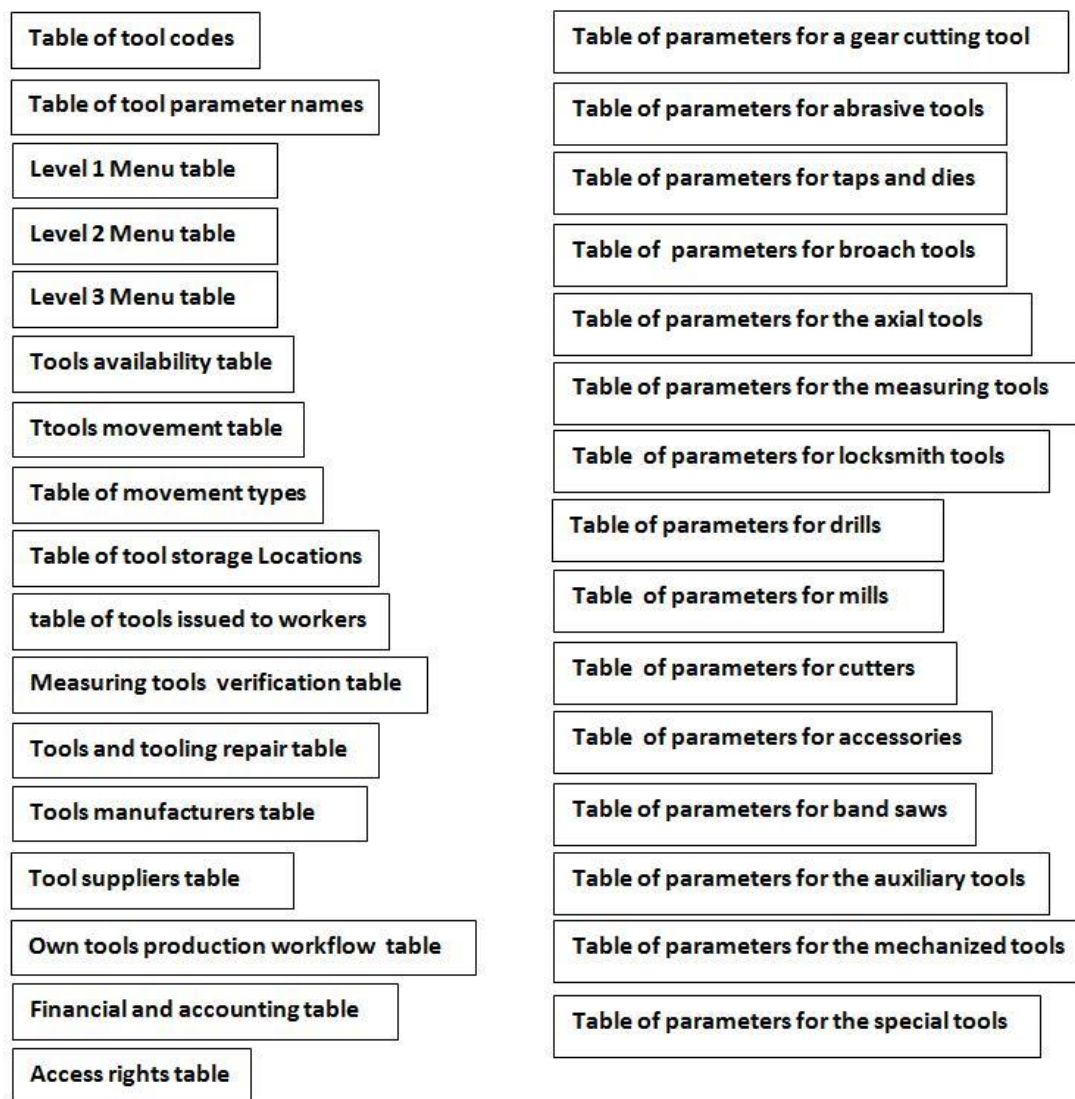 Table of tool codes
Table of tool parameter names
Level 1 Menu table
Level 2 Menu table
Level 3 Menu table
Tools availability table
Ttools movement table
Table of movement types
Table of tool storage Locations
table of tools issued to workers
Measuring tools verification table
Tools and tooling repair table
Tools manufacturers table
Tool suppliers table
Own tools production workflow table
Financial and accounting table
Access rights table
Table of parameters for a gear cutting tool
Table of parameters for abrasive tools
Table of parameters for taps and dies
Table of parameters for broach tools
Table of parameters for the axial tools
Table of parameters for the measuring tools
Table of parameters for locksmith tools
Table of parameters for drills
Table of parameters for mills
Table of parameters for cutters
Table of parameters for accessories
Table of parameters for band saws
Table of parameters for the auxiliary tools
Table of parameters for the mechanized tools
Table of parameters for the special tools